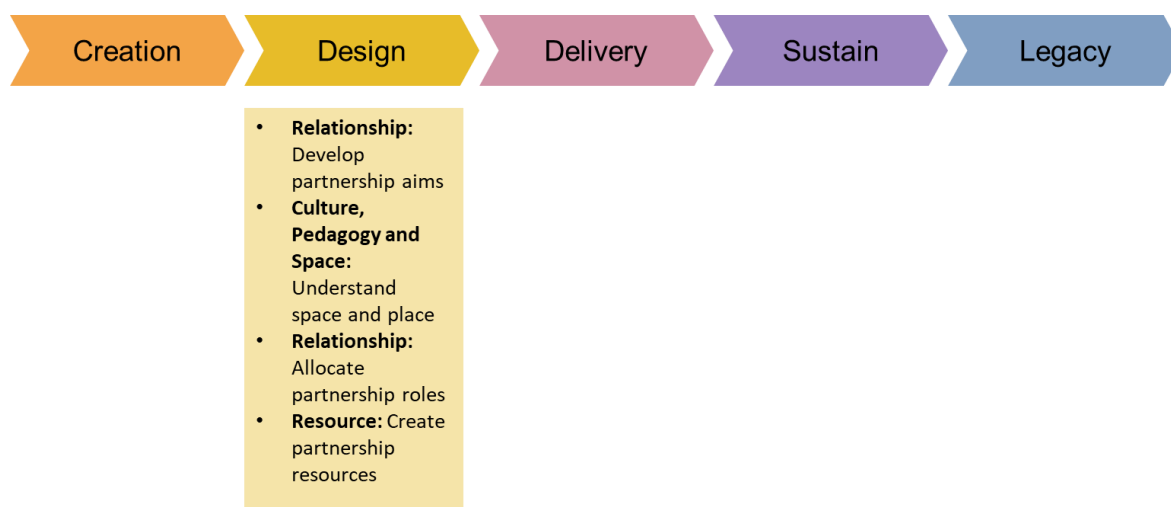 Creation
Design
Delivery
Sustain
Legacy
• Relationship:
Develop
partnership aims
• Culture,
Pedagogy and
Space:
Understand
space and place
• Relationship:
Allocate
partnership roles
• Resource: Create
partnership
resources